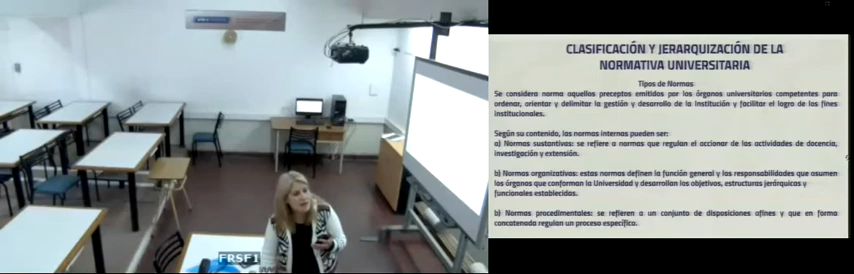 FRSF1
CLASIFICACIÓN Y JERARQUIZACIÓN DE LA
NORMATIVA UNIVERSITARIA
Tipos de Normas
Se considera norma aquellos preceptos emitidos por los órganos universitarios competentes para
ordenar, orientar y delimitar la gestión y desarrollo de la Institución y facilitar el logro de los fines
institucionales.
Según su contenido, las normas internas pueden ser:
a) Normas sustantivas: se refiere a normas que regulan el accionar de las actividades de docencia,
investigación y extensión.
b) Normas organizativas: estas normas definen la función general y las responsabilidades que asumen
los órganos que conforman la Universidad y desarrollan los objetivos, estructuras jerárquicas y
funcionales establecidas.
b) Normas procedimentales: se refieren a un conjunto de disposiciones afines y que en forma
concatenada regulan un proceso específico.